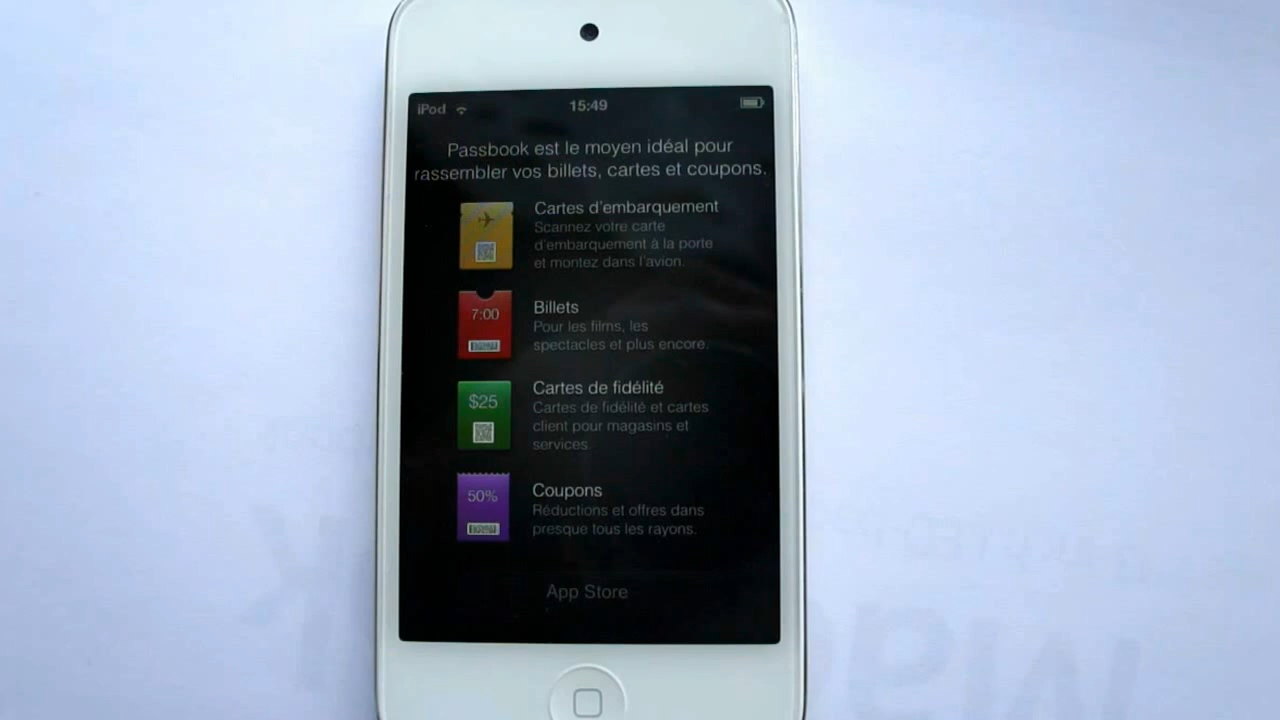 iPod
15:49
Passbook est le moyen idéal pour
rassembler vos billets, cartes et coupons.
Cartes d'embarquement
Scannez votre carte
d'embarquement à la porte
et montez dans l'avion.
7:00
Billets
Pour les films, les
spectacles et plus encore.
$25
Cartes de fidélité
Cartes de fidélité et cartes
client pour magasins et
services.
50%
Coupons
Réductions et offres dans
presque tous les rayons.
App Store